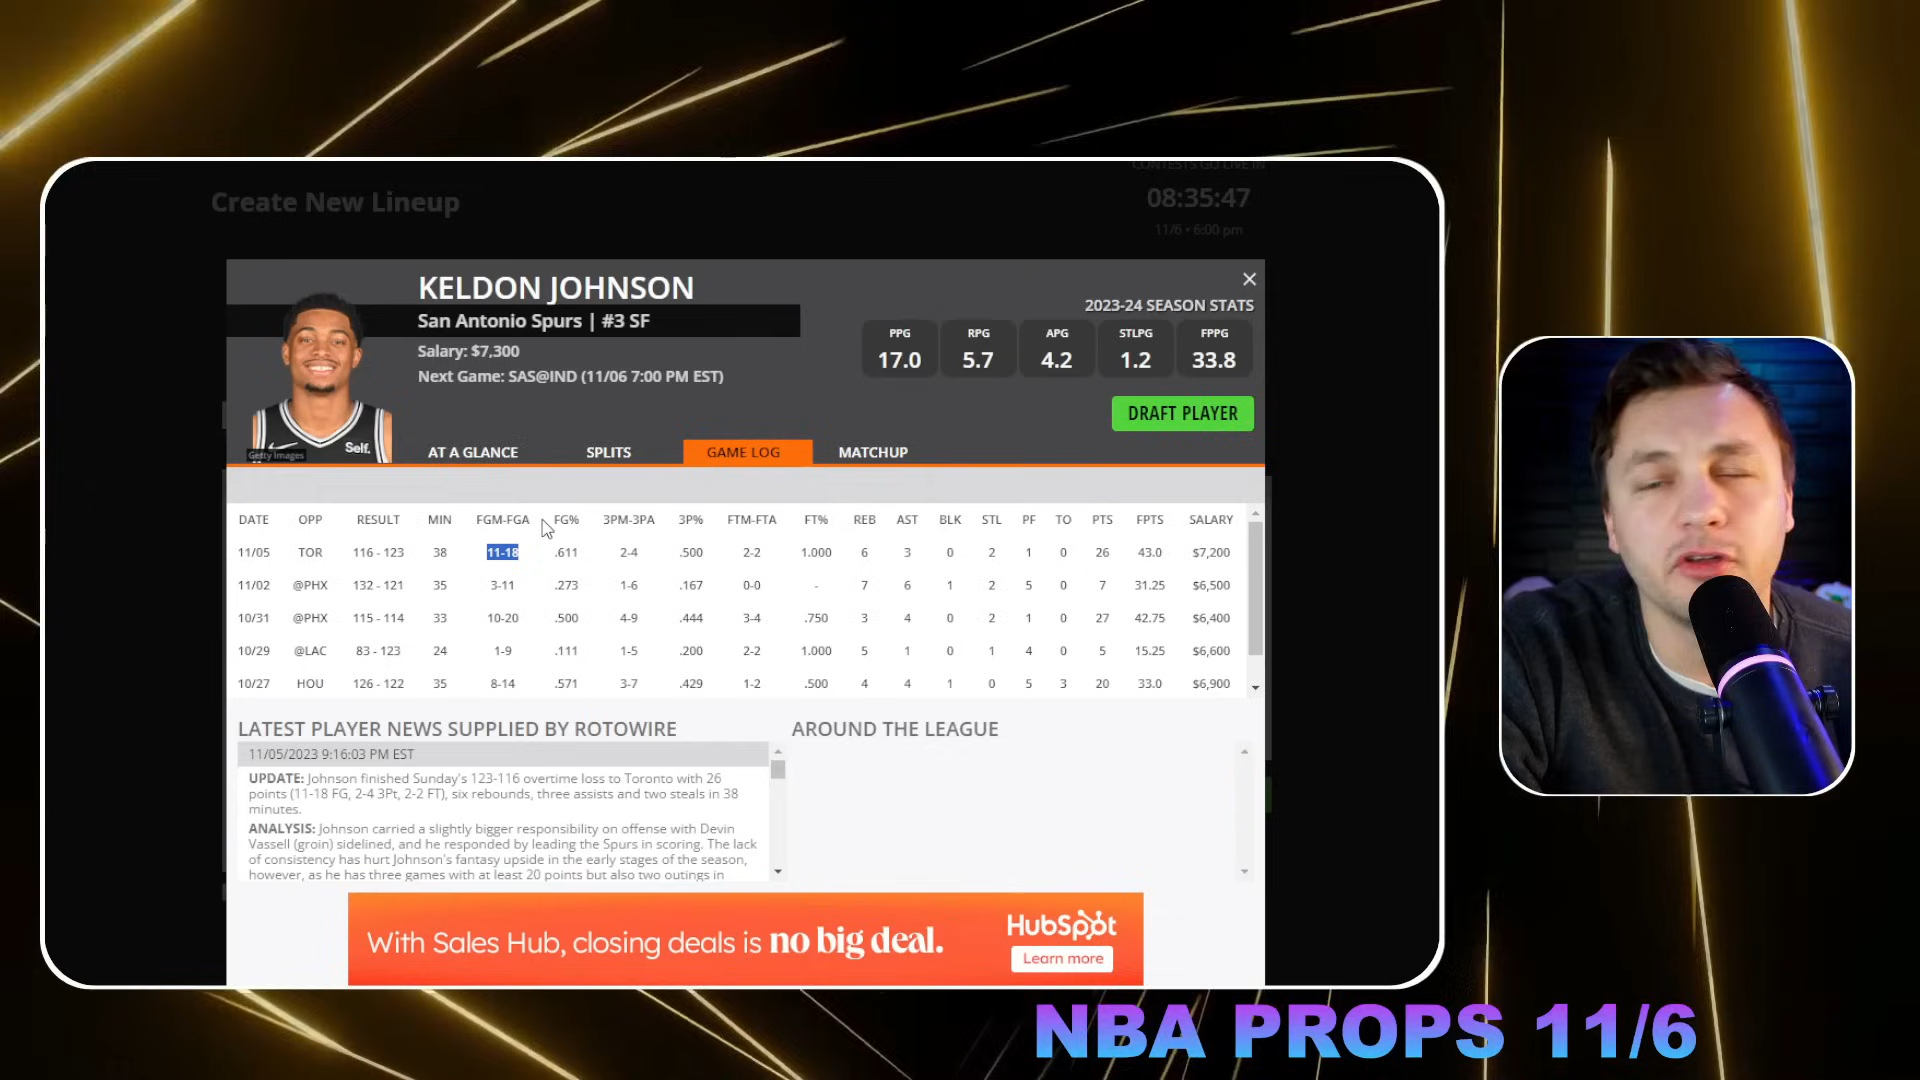 CONTESTS GO LIVE IN
Create New Lineup
08:35:47
11/6 • 6:00 pm
KELDON JOHNSON
San Antonio Spurs | #3 SF
Salary: $7,300
Next Game: SAS@IND (11/06 7:00 PM EST)
2023-24 SEASON STATS
PPG RPG APG STLPG FPPG
17.0 5.7 4.2 1.2 33.8
DRAFT PLAYER
Self.
Getty Images
AT A GLANCE SPLITS GAME LOG MATCHUP
DATE OPP RESULT MIN FGM-FGA FG% 3PM-3PA 3P% FTM-FTA FT% REB AST BLK STL PF TO PTS FPTS SALARY
11/05 TOR 116 - 123 38 11-18 .611 2-4 .500 2-2 1.000 6 3 0 2 1 0 26 43.0 $7,200
11/02 @PHX 132 - 121 35 3-11 .273 1-6 .167 0-0 - 7 6 1 2 5 0 7 31.25 $6,500
10/31 @PHX 115 - 114 33 10-20 .500 4-9 .444 3-4 .750 3 4 0 2 1 0 27 42.75 $6,400
10/29 @LAC 83 - 123 24 1-9 .111 1-5 .200 2-2 1.000 5 1 0 1 4 0 5 15.25 $6,600
10/27 HOU 126 - 122 35 8-14 .571 3-7 .429 1-2 .500 4 4 1 0 5 3 20 33.0 $6,900
LATEST PLAYER NEWS SUPPLIED BY ROTOWIRE
AROUND THE LEAGUE
11/05/2023 9:16:03 PM EST
UPDATE: Johnson finished Sunday's 123-116 overtime loss to Toronto with 26
points (11-18 FG, 2-4 3Pt, 2-2 FT), six rebounds, three assists and two steals in 38
minutes.
ANALYSIS: Johnson carried a slightly bigger responsibility on offense with Devin
Vassell (groin) sidelined, and he responded by leading the Spurs in scoring. The lack
of consistency has hurt Johnson's fantasy upside in the early stages of the season,
however, as he has three games with at least 20 points but also two outings in
With Sales Hub, closing deals is no big deal.
HubSpot
Learn more
NBA PROPS 11/6